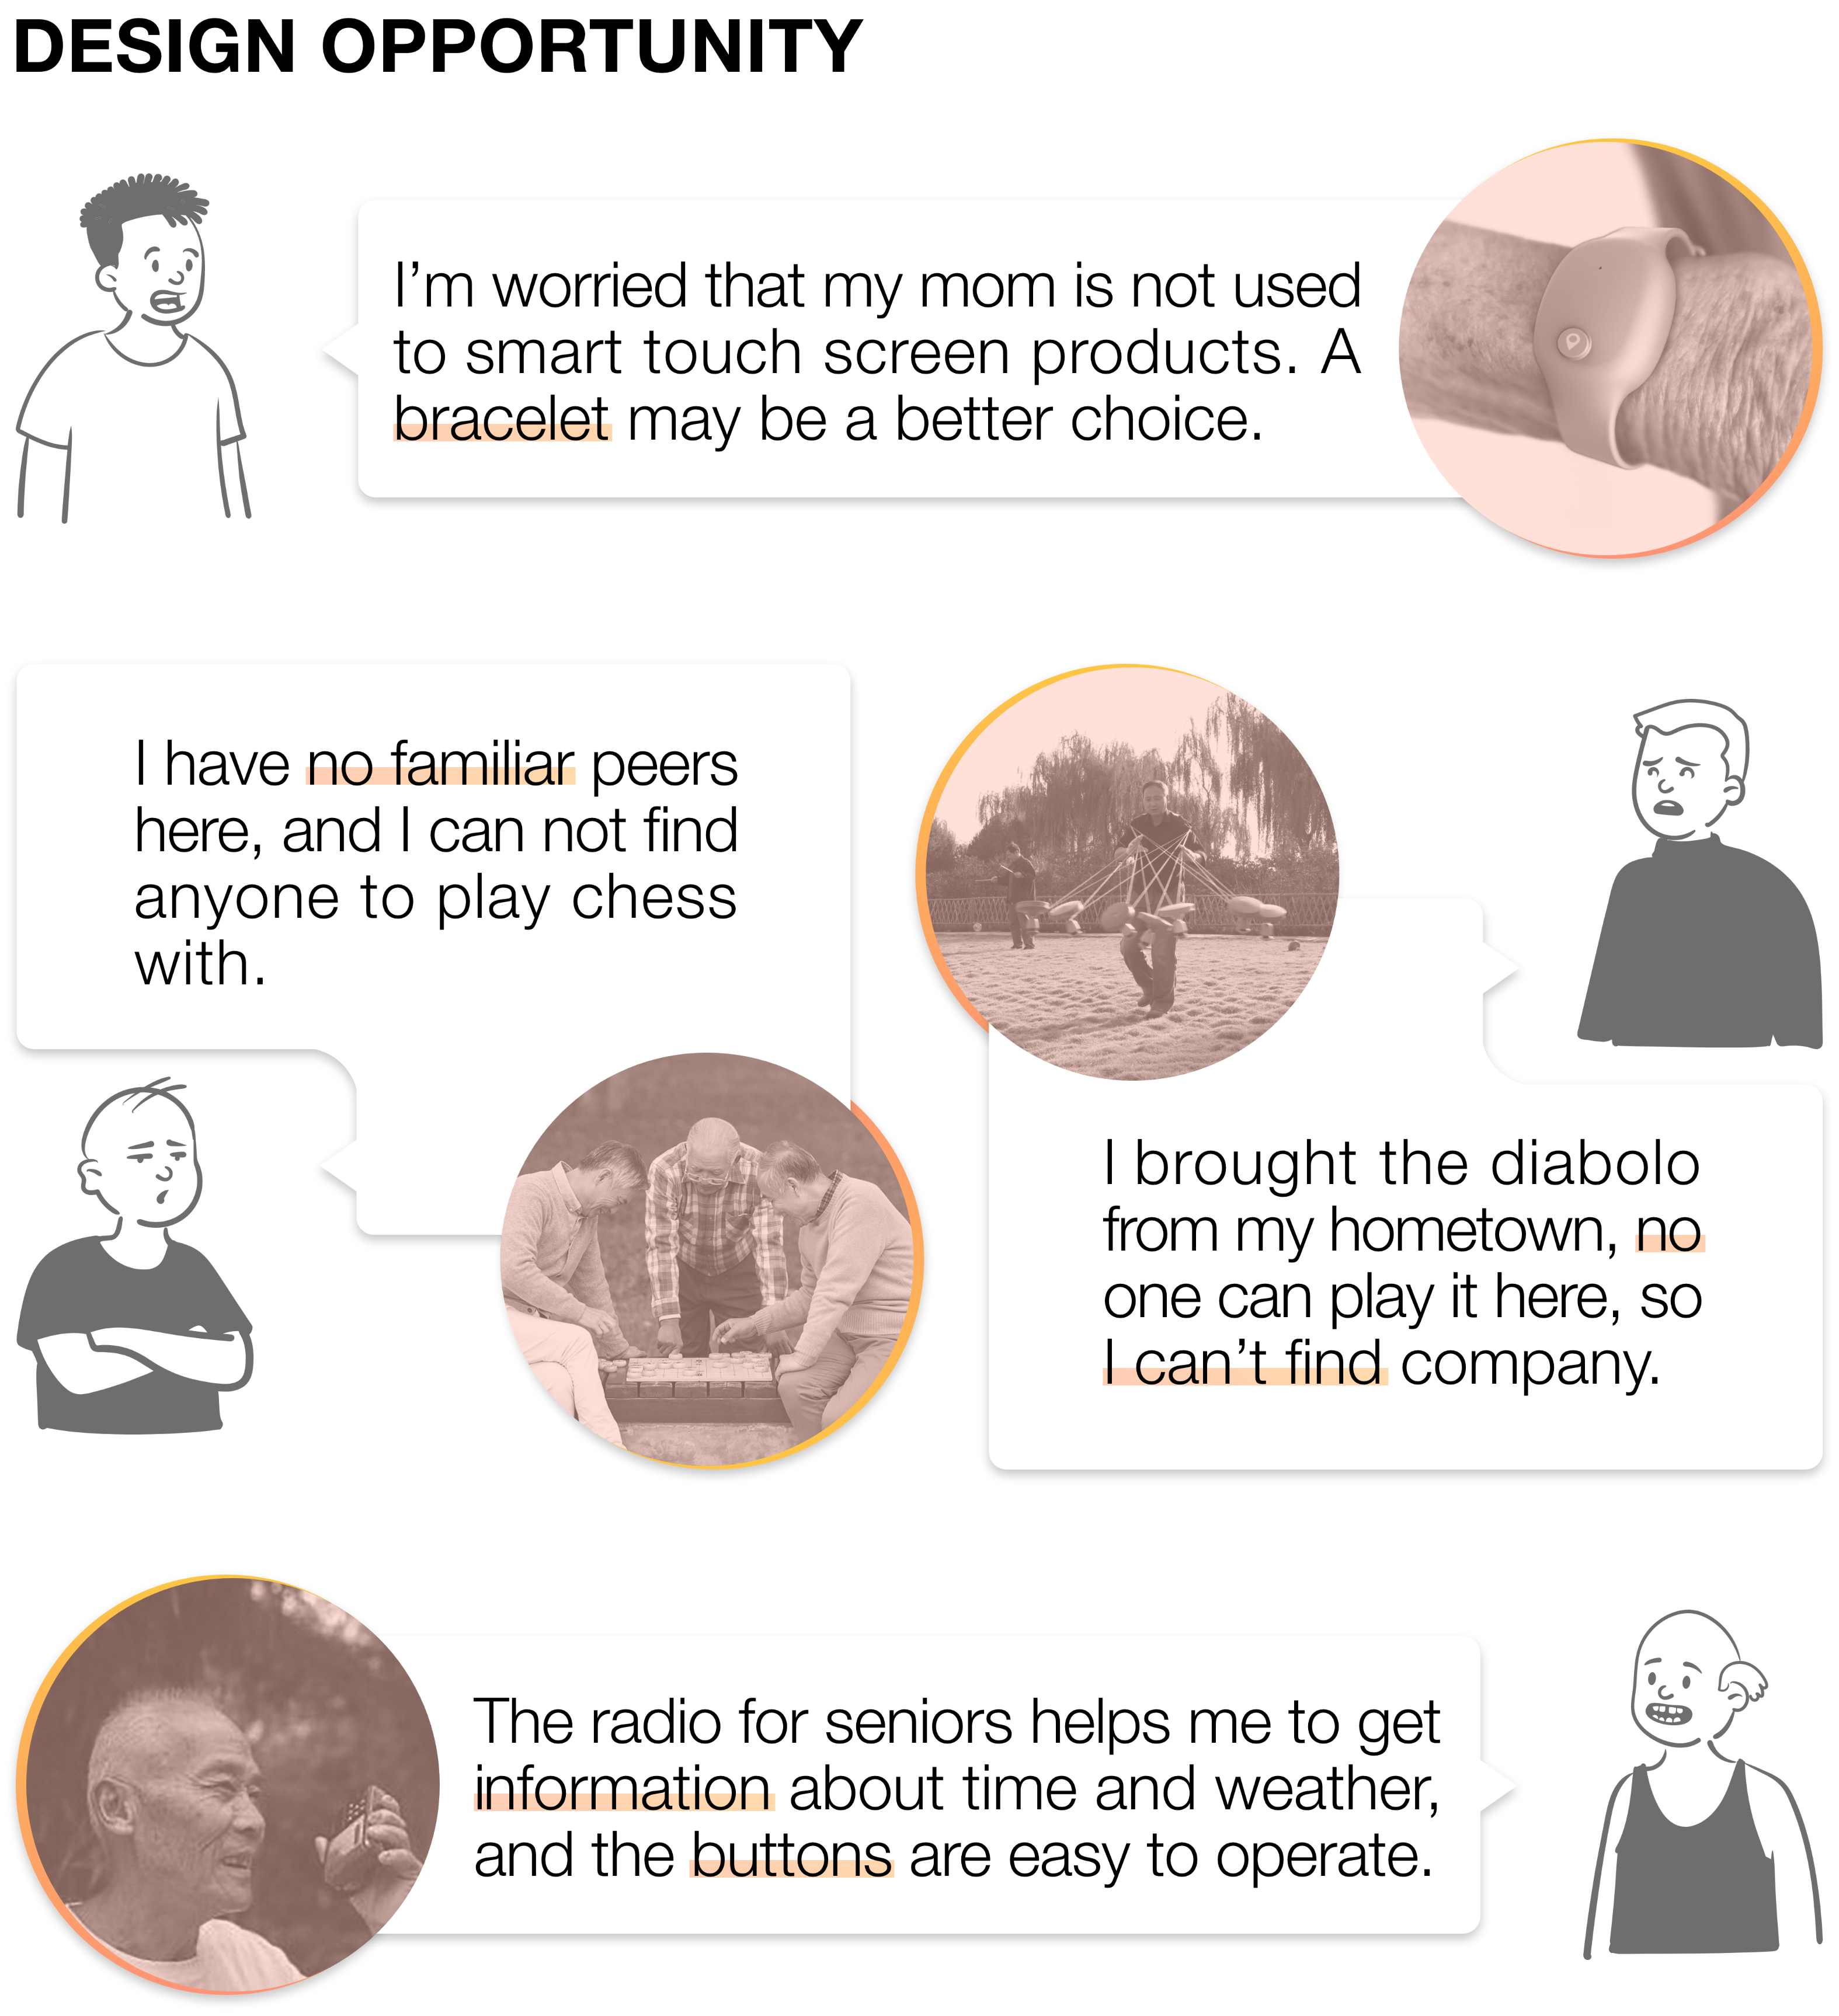 DESIGN OPPORTUNITY
I’m worried that my mom is not used
to smart touch screen products. A
bracelet may be a better choice.
I have no familiar peers
here, and I can not find
anyone to play chess
with.
I brought the diabolo
from my hometown, no
one can play it here, so
I can’t find company.
The radio for seniors helps me to get
information about time and weather,
and the buttons are easy to operate.